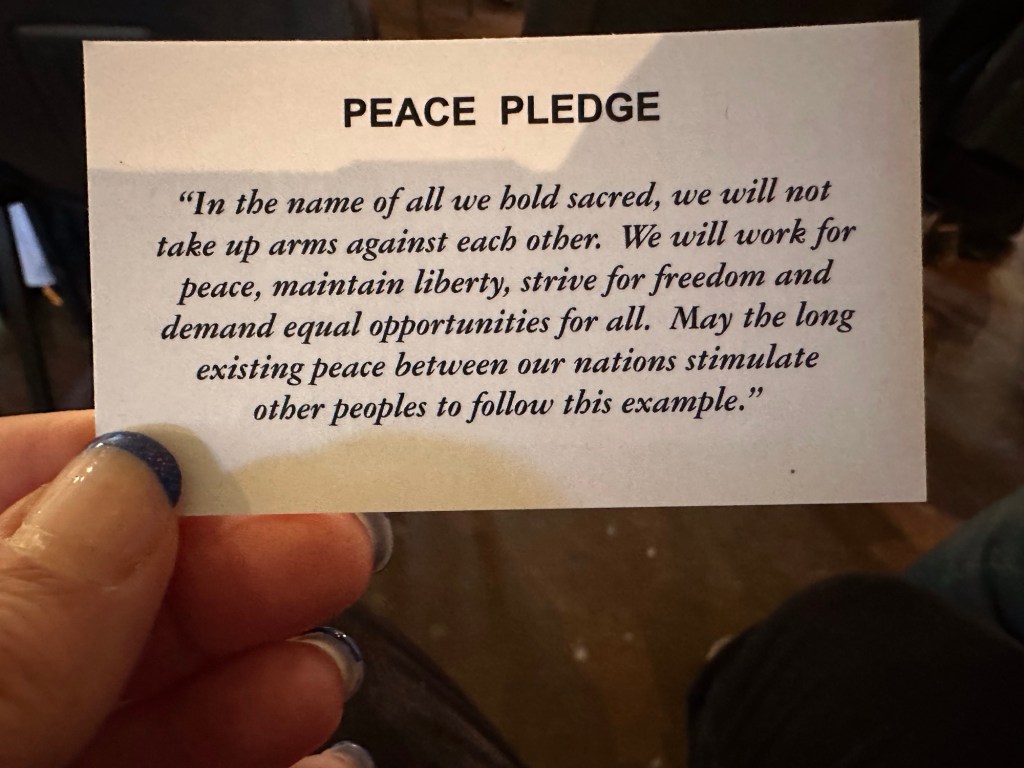 PEACE PLEDGE
“In the name of all we hold sacred, we will not
take up arms against each other. We will work for
peace, maintain liberty, strive for freedom and
demand equal opportunities for all. May the long
existing peace between our nations stimulate
other peoples to follow this example.”